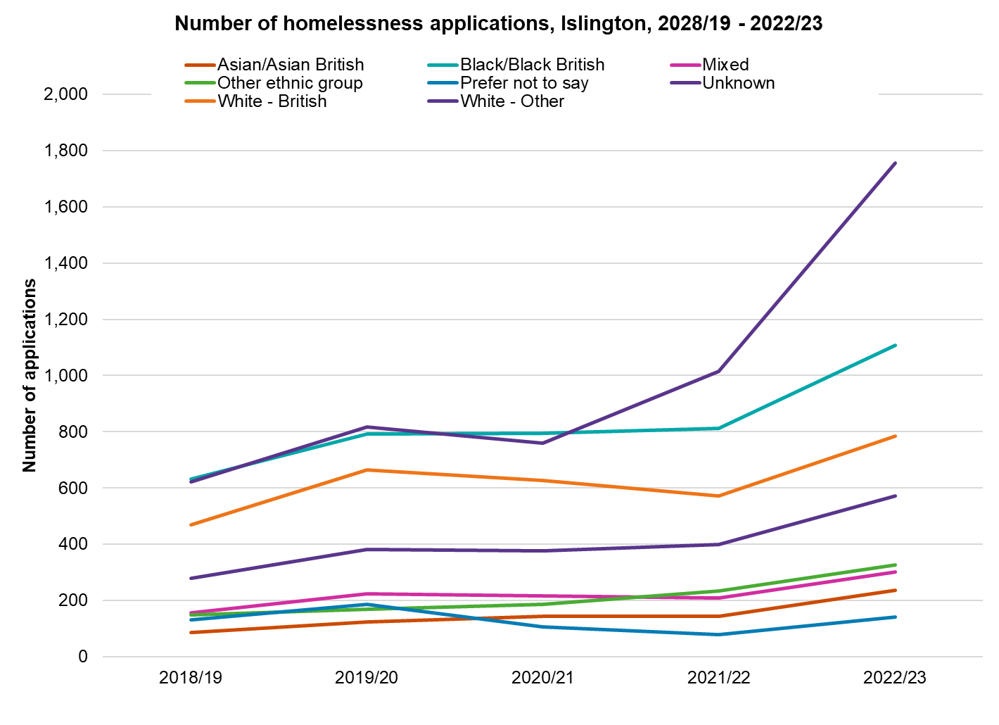 Number of homelessness applications, Islington, 2028/19 - 2022/23
Asian/Asian British
Black/Black British
Mixed
Other ethnic group
Prefer not to say
Unknown
White - British
White - Other
Number of applications
2,000
1,800
1,600
1,400
1,200
1,000
800
600
400
200
0
2018/19
2019/20
2020/21
2021/22
2022/23